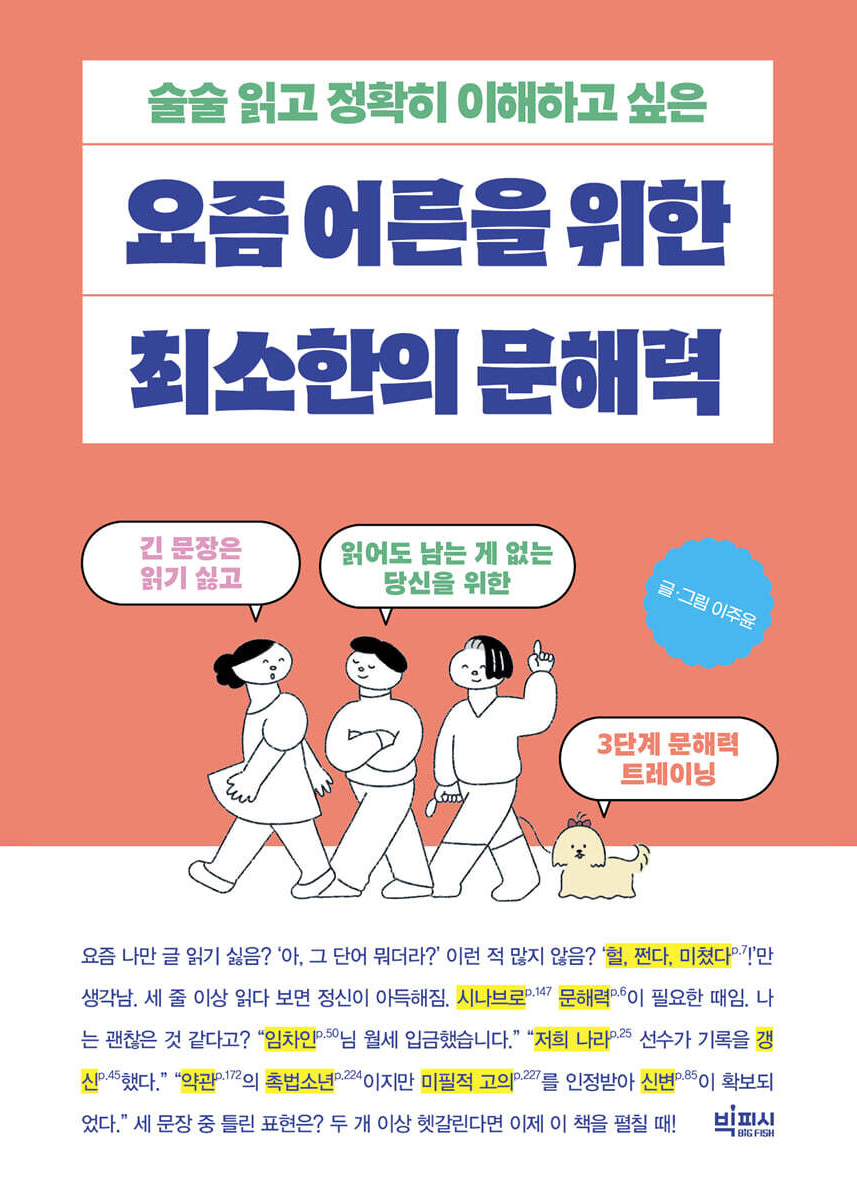 술술 읽고 정확히 이해하고 싶은
요즘 어른을 위한
최소한의 문해력
긴 문장은
읽기 싫고
읽어도 남는 게 없는
당신을 위한
글·그림 이주윤
3단계 문해력
트레이닝
요즘 나만 글 읽기 싫음? ‘아, 그 단어 뭐더라?’ 이런 적 많지 않음? ‘헐, 쩐다, 미쳤다p.7!’만
생각남. 세 줄 이상 읽다 보면 정신이 아득해짐. 시나브로p.147 문해력p.6이 필요한 때임. 나
는 괜찮은 것 같다고? “임차인p.50님 월세 입금했습니다.” “저희 나라p.25 선수가 기록을 갱
신p.45했다.” “약관p.172의 촉법소년p.224이지만 미필적 고의p.227를 인정받아 신변p.85이 확보되
었다.” 세 문장 중 틀린 표현은? 두 개 이상 헷갈린다면 이제 이 책을 펼칠 때!
빅피시
BIG FISH